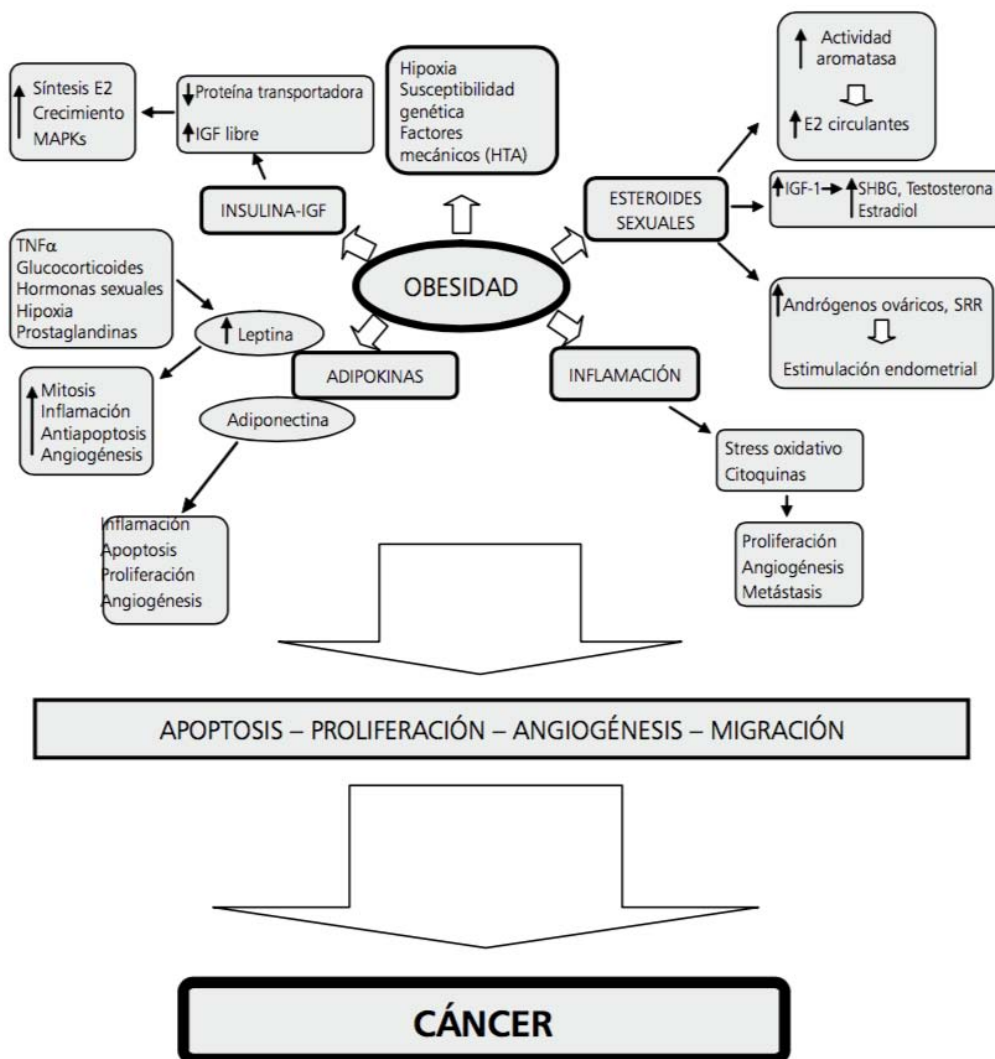 Síntesis E2
Crecimiento
MAPKs
Proteína transportadora
IGF libre
Hipoxia
Susceptibilidad
genética
Factores
mecánicos (HTA)
Actividad
aromatasa
E2 circulantes
INSULINA-IGF
ESTEROIDES
SEXUALES
IGF-1
SHBG, Testosterona
Estradiol
TNFα
Glucocorticoides
Hormonas sexuales
Hipoxia
Prostaglandinas
OBESIDAD
Andrógenos ováricos, SRR
Estimulación endometrial
Leptina
ADIPOKINAS
INFLAMACIÓN
Mitosis
Inflamación
Antiapoptosis
Angiogénesis
Adiponectina
Stress oxidativo
Citoquinas
Inflamación
Apoptosis
Proliferación
Angiogénesis
Proliferación
Angiogénesis
Metástasis
APOPTOSIS – PROLIFERACIÓN – ANGIOGÉNESIS – MIGRACIÓN
CÁNCER